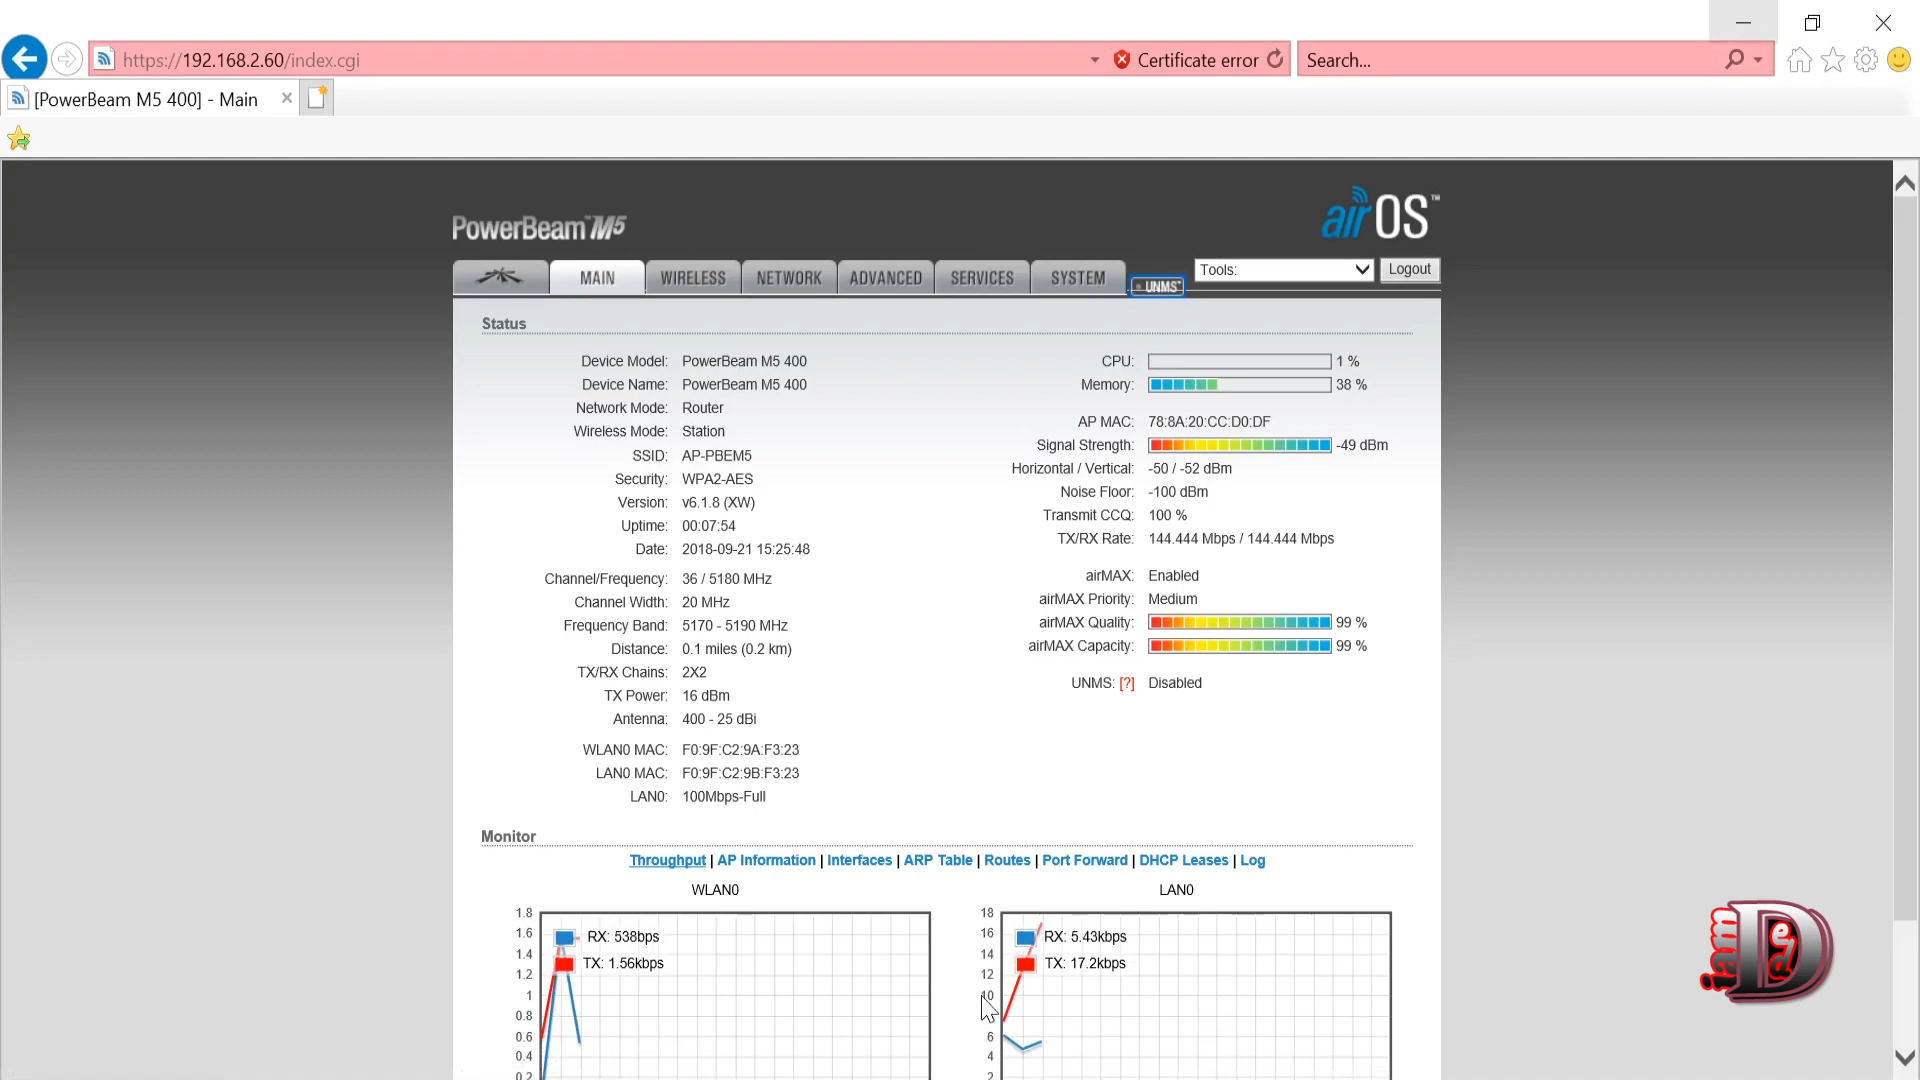 https://192.168.2.60/index.cgi
Certificate error
Search...
[PowerBeam M5 400] - Main
PowerBeam™M5
airOS™
MAIN
WIRELESS
NETWORK
ADVANCED
SERVICES
SYSTEM
UNMS™
Tools:
Logout
Status
Device Model: PowerBeam M5 400
Device Name: PowerBeam M5 400
Network Mode: Router
Wireless Mode: Station
SSID: AP-PBEM5
Security: WPA2-AES
Version: v6.1.8 (XW)
Uptime: 00:07:54
Date: 2018-09-21 15:25:48
Channel/Frequency: 36 / 5180 MHz
Channel Width: 20 MHz
Frequency Band: 5170 - 5190 MHz
Distance: 0.1 miles (0.2 km)
TX/RX Chains: 2X2
TX Power: 16 dBm
Antenna: 400 - 25 dBi
WLAN0 MAC: F0:9F:C2:9A:F3:23
LAN0 MAC: F0:9F:C2:9B:F3:23
LAN0: 100Mbps-Full
CPU: 1 %
Memory: 38 %
AP MAC: 78:8A:20:CC:D0:DF
Signal Strength: -49 dBm
Horizontal / Vertical: -50 / -52 dBm
Noise Floor: -100 dBm
Transmit CCQ: 100 %
TX/RX Rate: 144.444 Mbps / 144.444 Mbps
airMAX: Enabled
airMAX Priority: Medium
airMAX Quality: 99 %
airMAX Capacity: 99 %
UNMS: [?] Disabled
Monitor
Throughput | AP Information | Interfaces | ARP Table | Routes | Port Forward | DHCP Leases | Log
WLAN0
1.8
1.6
1.4
1.2
1
0.8
0.6
0.4
0.2
RX: 538bps
TX: 1.56kbps
LAN0
18
16
14
12
10
6
4
2
RX: 5.43kbps
TX: 17.2kbps